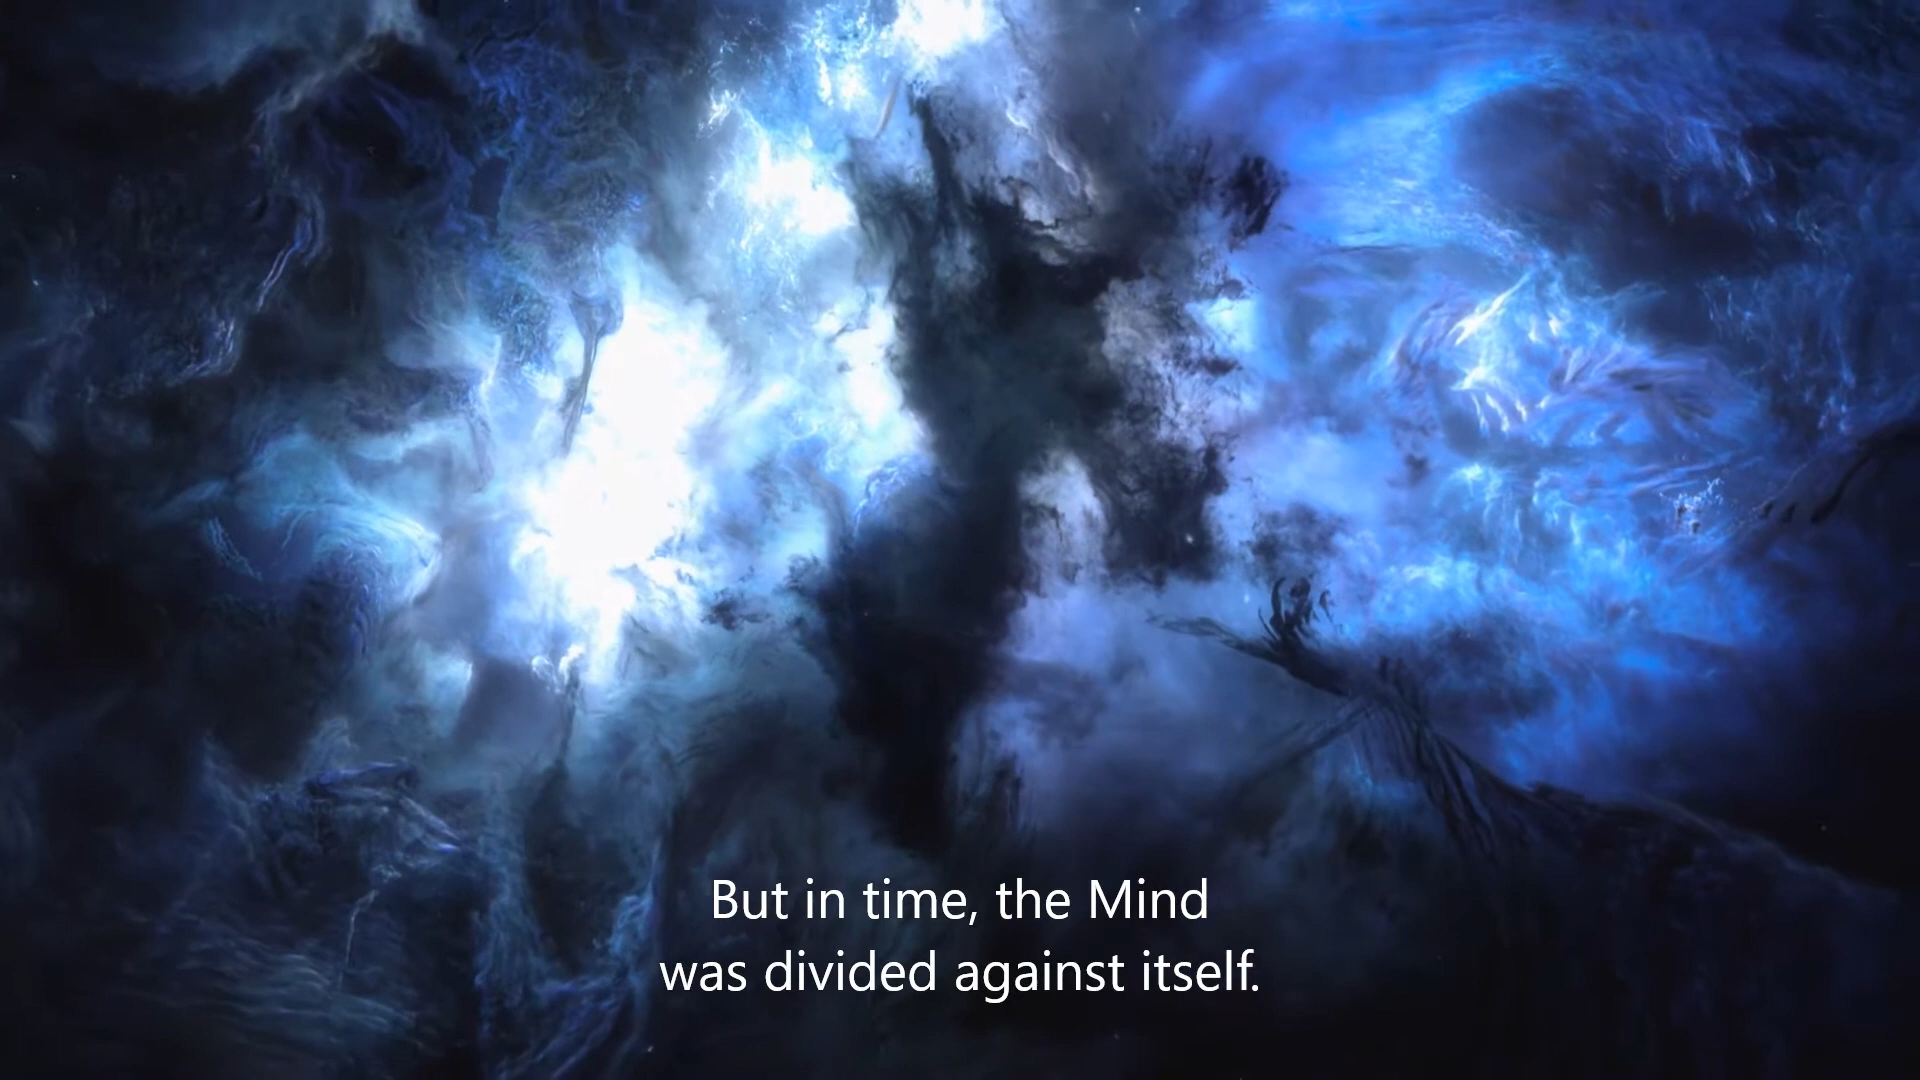 But in time, the Mind
was divided against itself.